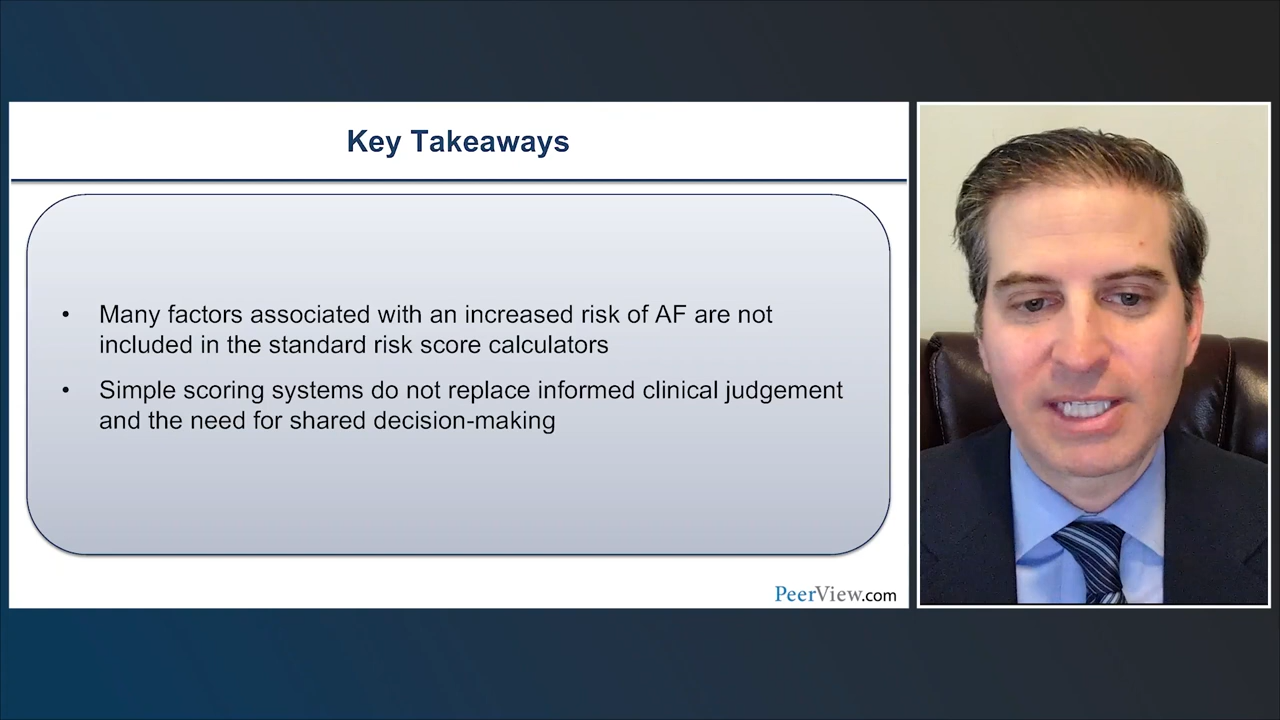 Key Takeaways
• Many factors associated with an increased risk of AF are not
included in the standard risk score calculators
• Simple scoring systems do not replace informed clinical judgement
and the need for shared decision-making
PeerView.com